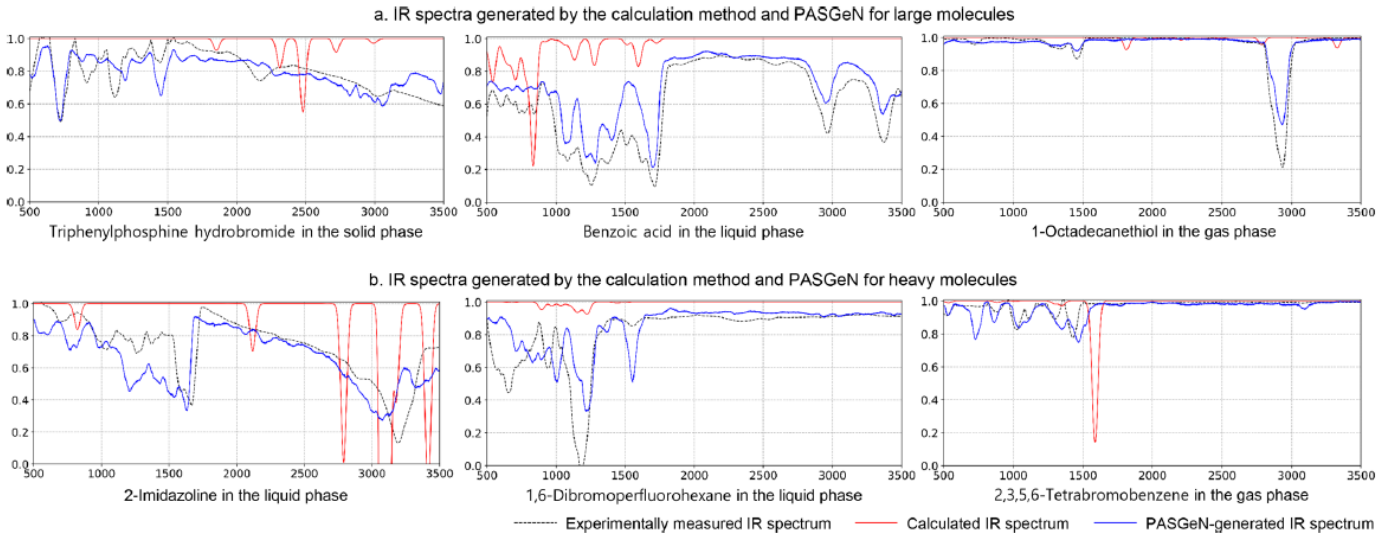 a. IR spectra generated by the calculation method and PASGeN for large molecules
1.0 1.0 1.0
0.8 0.8 0.8
0.6 0.6 0.6
0.4 0.4 0.4
0.2 0.2 0.2
0.0 0.0 0.0
500 1000 1500 2000 2500 3000 3500 500 1000 1500 2000 2500 3000 3500 500 1000 1500 2000 2500 3000 3500
Triphenylphosphine hydrobromide in the solid phase Benzoic acid in the liquid phase 1-Octadecanethiol in the gas phase
b. IR spectra generated by the calculation method and PASGeN for heavy molecules
1.0 1.0 1.0
0.8 0.8 0.8
0.6 0.6 0.6
0.4 0.4 0.4
0.2 0.2 0.2
0.0 0.0 0.0
500 1000 1500 2000 2500 3000 3500 500 1000 1500 2000 2500 3000 3500 500 1000 1500 2000 2500 3000 3500
2-Imidazoline in the liquid phase 1,6-Dibromoperfluorohexane in the liquid phase 2,3,5,6-Tetrabromobenzene in the gas phase
Experimentally measured IR spectrum Calculated IR spectrum PASGeN-generated IR spectrum